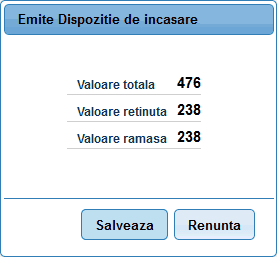 Emite Dispozitie de incasare
Valoare totala 476
Valoare retinuta 238
Valoare ramasa 238
Salveaza Renunta